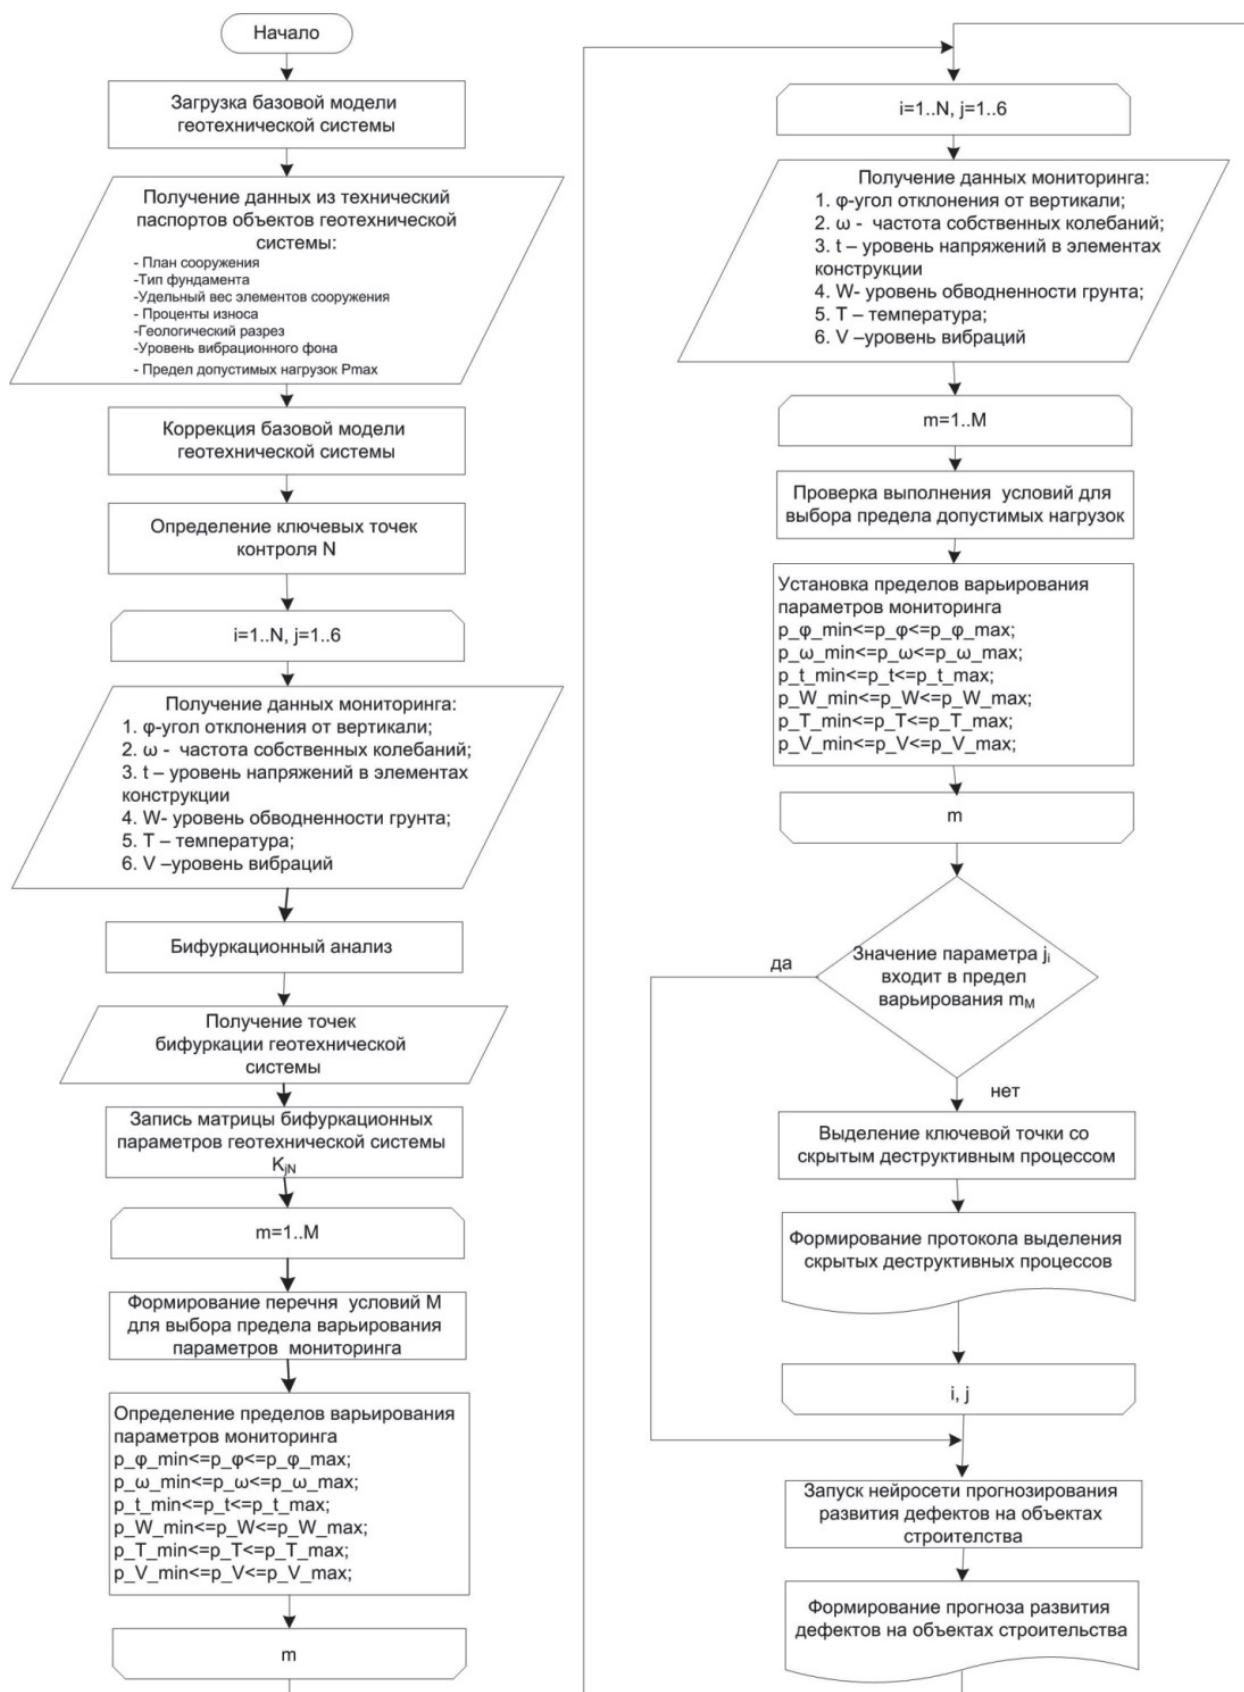 Начало
Загрузка базовой модели
геотехнической системы
Получение данных из технический
паспортов объектов геотехнической
системы:
- План сооружения
-Тип фундамента
-Удельный вес элементов сооружения
- Проценты износа
-Геологический разрез
-Уровень вибрационного фона
- Предел допустимых нагрузок Pmax
Коррекция базовой модели
геотехнической системы
Определение ключевых точек
контроля N
i=1..N, j=1..6
Получение данных мониторинга:
1. φ-угол отклонения от вертикали;
2. ω - частота собственных колебаний;
3. t – уровень напряжений в элементах
конструкции
4. W- уровень обводненности грунта;
5. T – температура;
6. V –уровень вибраций
Бифуркационный анализ
Получение точек
бифуркации геотехнической
системы
Запись матрицы бифуркационных
параметров геотехнической системы
KjN
m=1..M
Формирование перечня условий M
для выбора предела варьирования
параметров мониторинга
Определение пределов варьирования
параметров мониторинга
p_φ_min<=p_φ<=p_φ_max;
p_ω_min<=p_ω<=p_ω_max;
p_t_min<=p_t<=p_t_max;
p_W_min<=p_W<=p_W_max;
p_T_min<=p_T<=p_T_max;
p_V_min<=p_V<=p_V_max;
m
i=1..N, j=1..6
Получение данных мониторинга:
1. φ-угол отклонения от вертикали;
2. ω - частота собственных колебаний;
3. t – уровень напряжений в элементах
конструкции
4. W- уровень обводненности грунта;
5. T – температура;
6. V –уровень вибраций
m=1..M
Проверка выполнения условий для
выбора предела допустимых нагрузок
Установка пределов варьирования
параметров мониторинга
p_φ_min<=p_φ<=p_φ_max;
p_ω_min<=p_ω<=p_ω_max;
p_t_min<=p_t<=p_t_max;
p_W_min<=p_W<=p_W_max;
p_T_min<=p_T<=p_T_max;
p_V_min<=p_V<=p_V_max;
m
Значение параметра ji
входит в предел
варьирования mM
да
нет
Выделение ключевой точки со
скрытым деструктивным процессом
Формирование протокола выделения
скрытых деструктивных процессов
i, j
Запуск нейросети прогнозирования
развития дефектов на объектах
строителства
Формирование прогноза развития
дефектов на объектах строительства